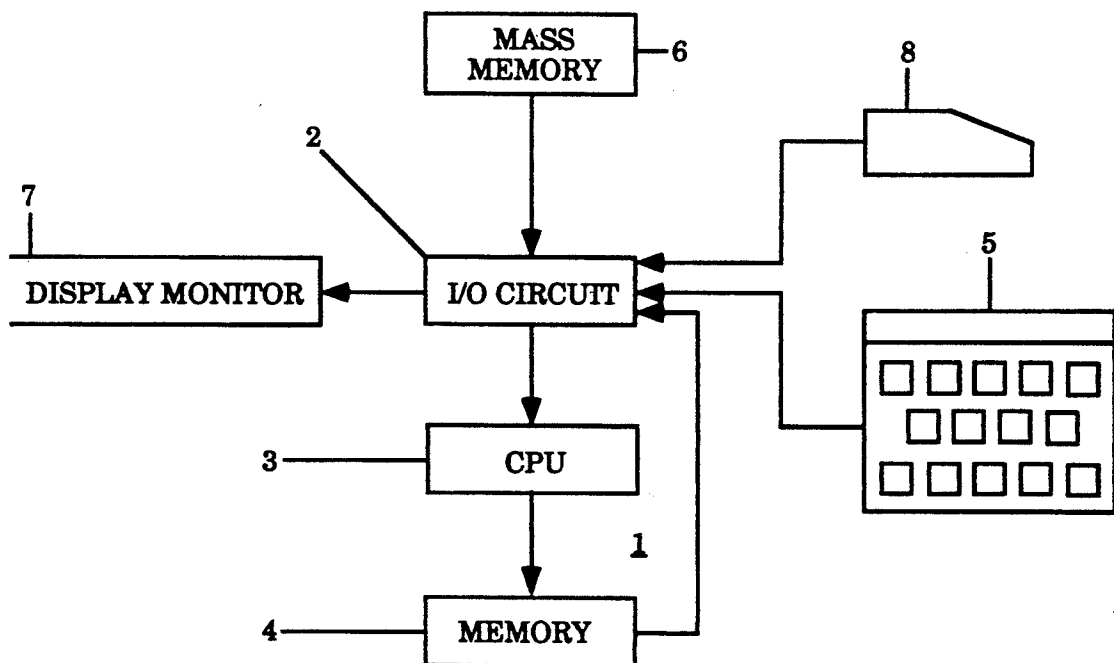 MASS
MEMORY
6
8
2
7
5
DISPLAY MONITOR
I/O CIRCUIT
3
CPU
1
4
MEMORY